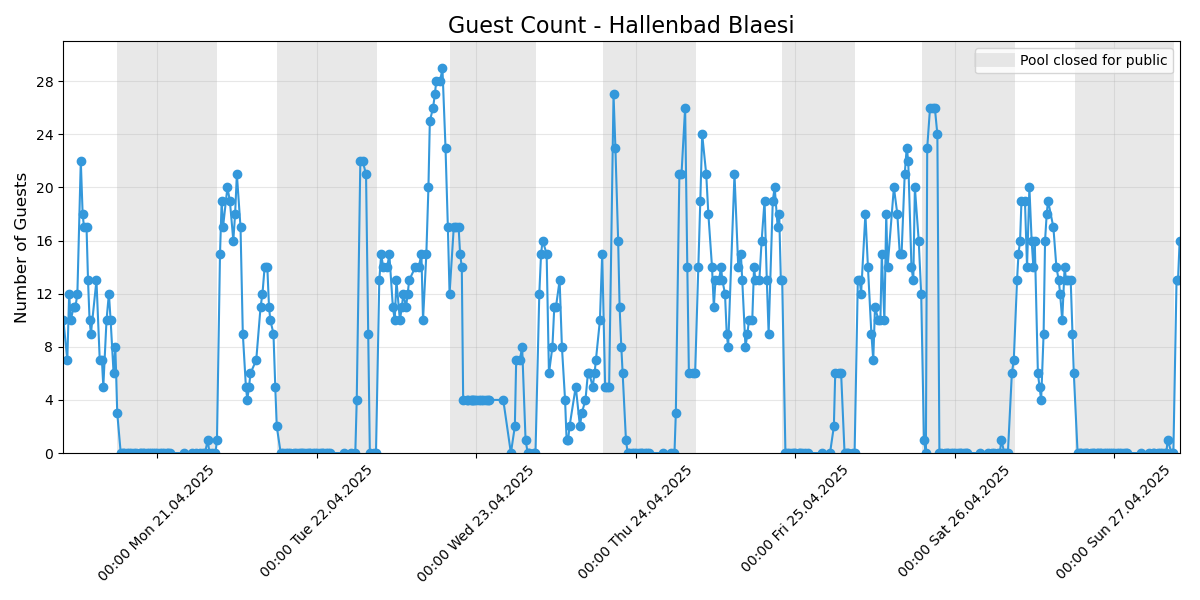 Guest Count - Hallenbad Blaesi
Pool closed for public
Number of Guests
28
24
20
16
12
8
4
0
00:00 Mon 21.04.2025
00:00 Tue 22.04.2025
00:00 Wed 23.04.2025
00:00 Thu 24.04.2025
00:00 Fri 25.04.2025
00:00 Sat 26.04.2025
00:00 Sun 27.04.2025